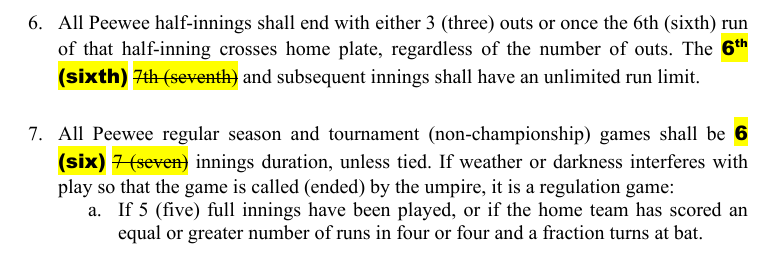 6. All Peewee half-innings shall end with either 3 (three) outs or once the 6th (sixth) run
of that half-inning crosses home plate, regardless of the number of outs. The 6th
(sixth) 7th (seventh) and subsequent innings shall have an unlimited run limit.
7. All Peewee regular season and tournament (non-championship) games shall be 6
(six) 7 (seven) innings duration, unless tied. If weather or darkness interferes with
play so that the game is called (ended) by the umpire, it is a regulation game:
a. If 5 (five) full innings have been played, or if the home team has scored an
equal or greater number of runs in four or four and a fraction turns at bat.